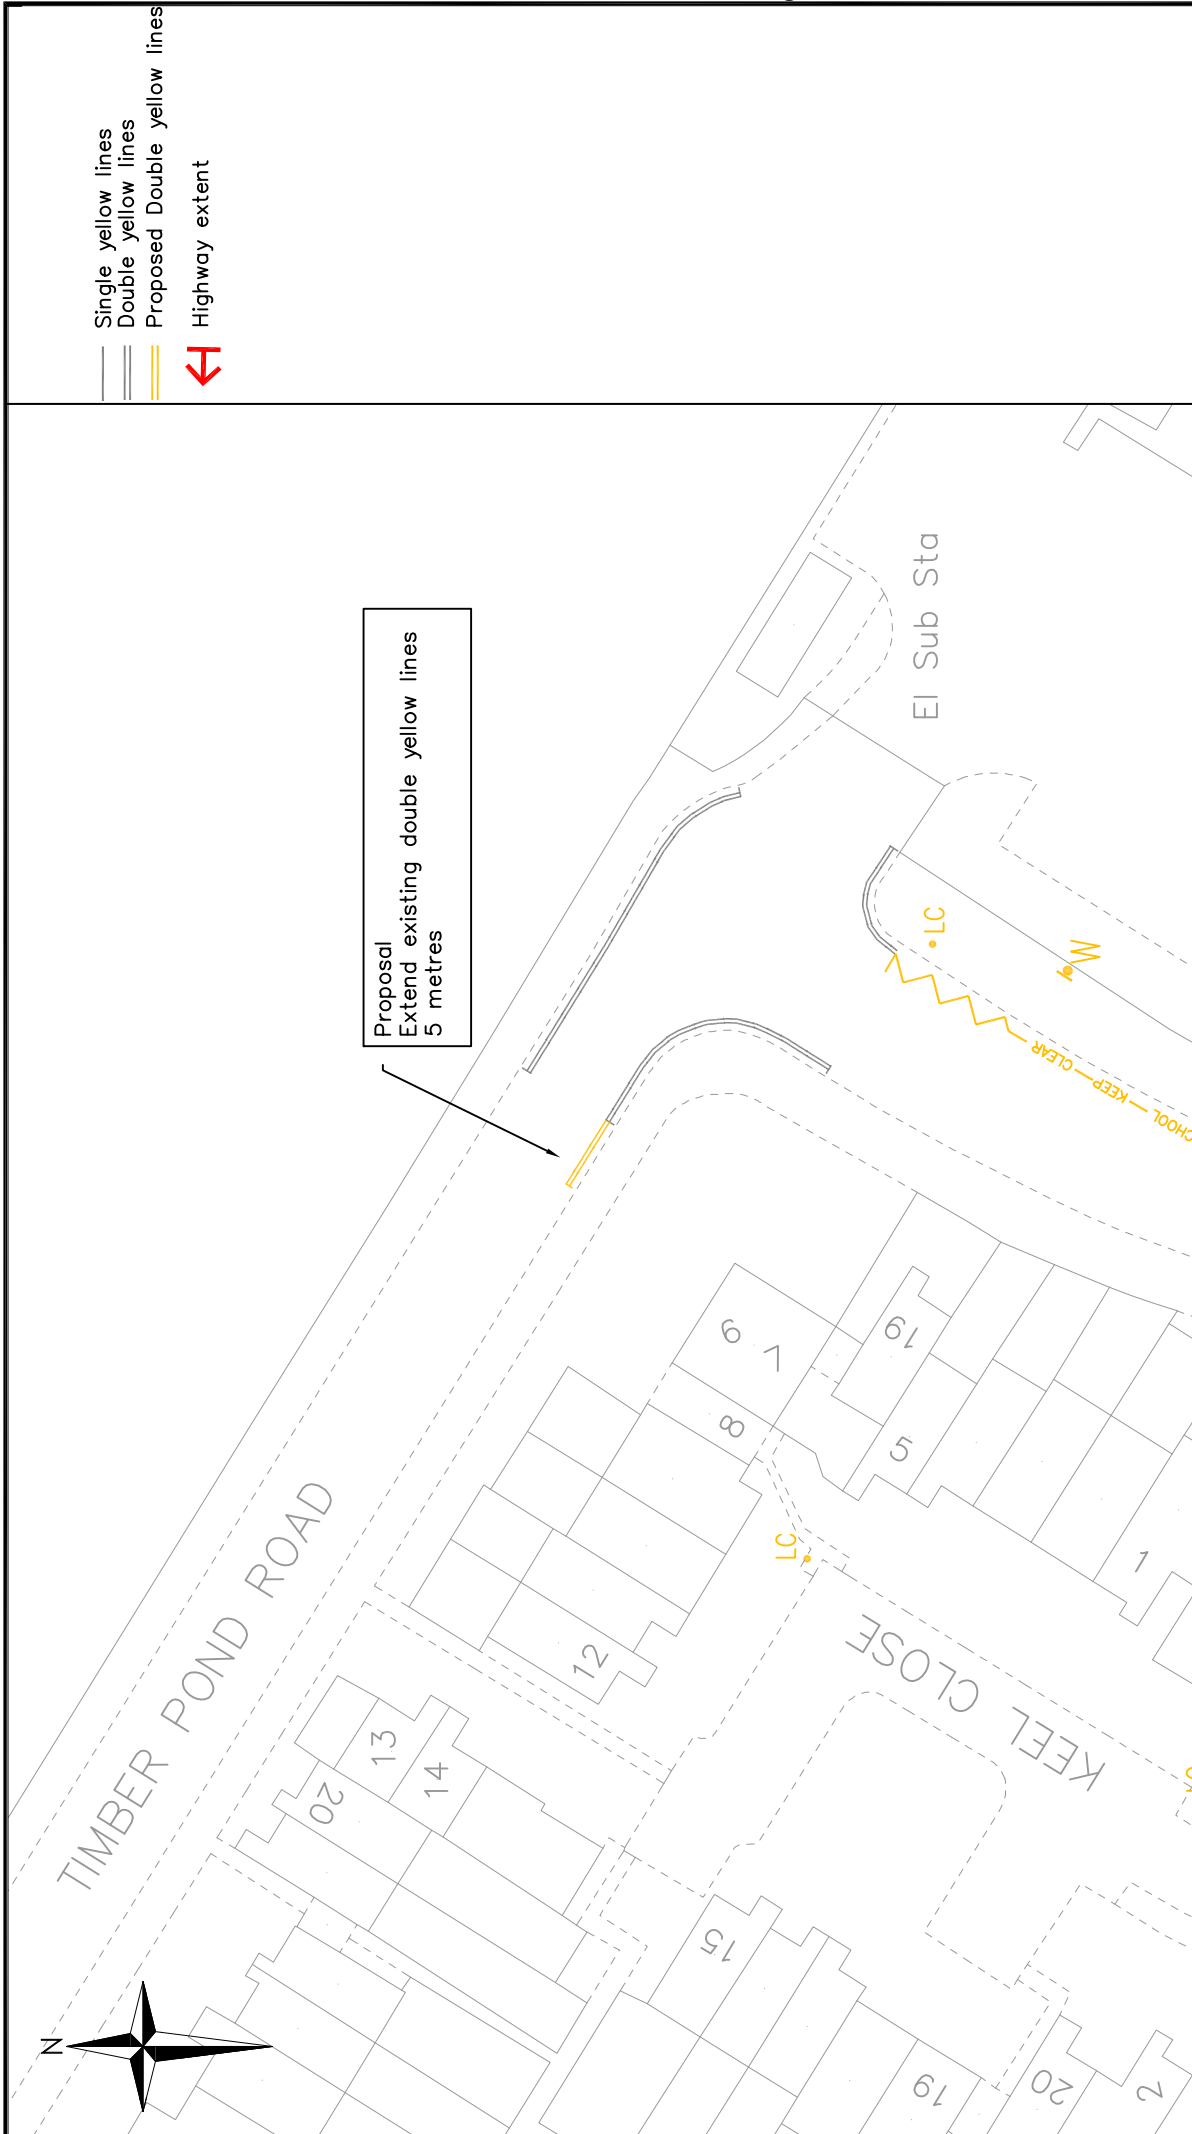 Single yellow lines
Double yellow lines
Proposed Double yellow lines
Highway extent
Proposal
Extend existing double yellow lines
5 metres
El Sub Sta
LC
W
CLEAR
KEEP
TIMBER POND ROAD
9
8
19
5
1
12
LC
KEEL CLOSE
13
14
20
15
19
20
2
N